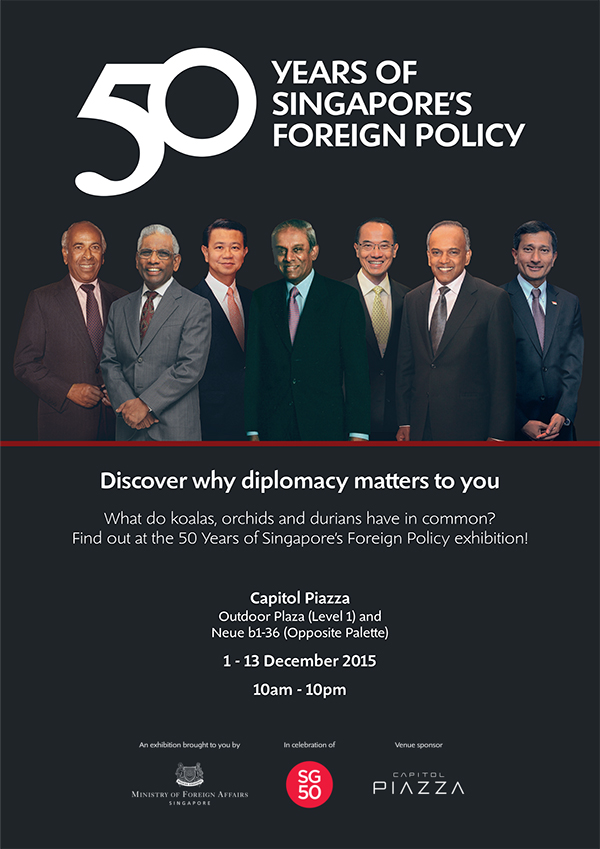 50 YEARS OF
SINGAPORE'S
FOREIGN POLICY
Discover why diplomacy matters to you
What do koalas, orchids and durians have in common?
Find out at the 50 Years of Singapore's Foreign Policy exhibition!
Capitol Piazza
Outdoor Plaza (Level 1) and
Neue b1-36 (Opposite Palette)
1 - 13 December 2015
10am - 10pm
An exhibition brought to you by
MINISTRY OF FOREIGN AFFAIRS
SINGAPORE
In celebration of
SG
50
Venue sponsor
CAPITOL
PIAZZA